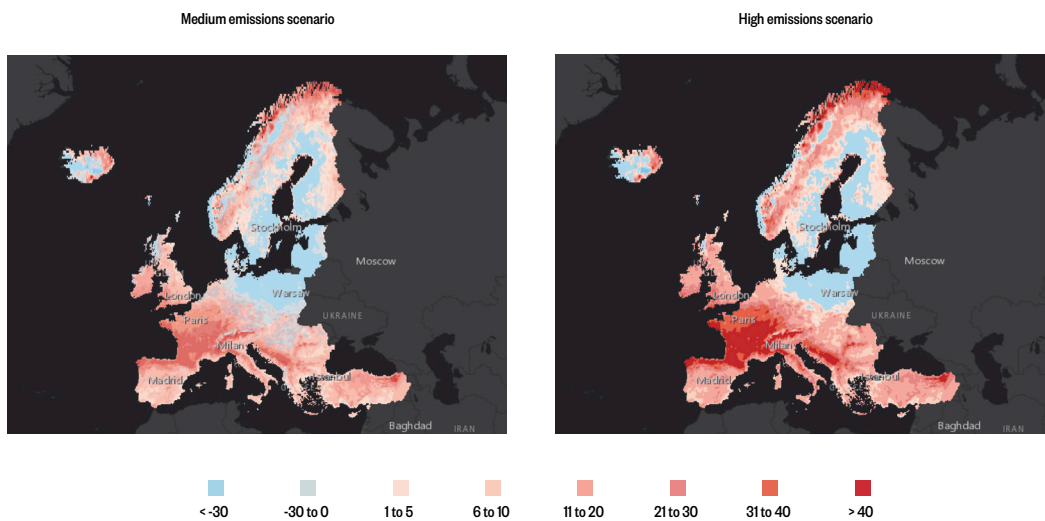 Medium emissions scenario
High emissions scenario
Stockholm
Moscow
London
Warsaw
Paris
UKRAINE
Milan
Madrid
Istanbul
Baghdad
IRAN
Stockholm
Moscow
London
Warsaw
Paris
UKRAINE
Milan
Madrid
Istanbul
Baghdad
IRAN
< -30
-30 to 0
1 to 5
6 to 10
11 to 20
21 to 30
31 to 40
> 40